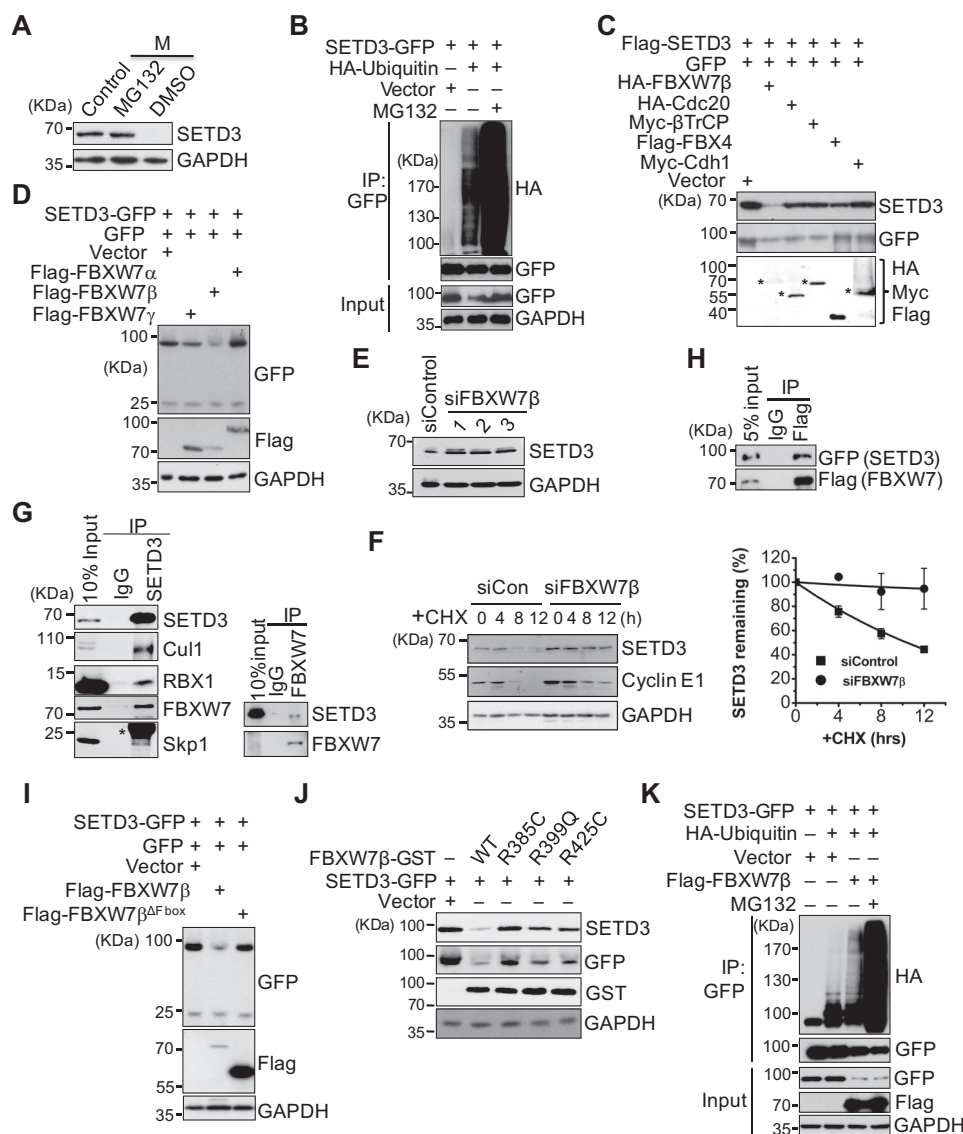 A
M
Control
MG132
DMSO
(KDa)
70
SETD3
35
GAPDH
B
SETD3-GFP + + +
HA-Ubiquitin – + +
Vector + – –
MG132 – – +
(KDa)
170
130
100
IP:
GFP
HA
GFP
Input
100
GFP
35
GAPDH
C
Flag-SETD3 + + + + + +
GFP + + + + + +
HA-FBXW7β +
HA-Cdc20 +
Myc-βTrCP +
Flag-FBX4 +
Myc-Cdh1 +
Vector +
(KDa) 70
SETD3
100
GFP
100
70
55
40
* * * *
HA
Myc
Flag
D
SETD3-GFP + + + +
GFP + + + +
Vector +
Flag-FBXW7α +
Flag-FBXW7β +
Flag-FBXW7γ +
100
(KDa)
GFP
25
100
70
Flag
35
GAPDH
E
siControl
siFBXW7β
1 2 3
(KDa)
70
SETD3
35
GAPDH
H
5% input
IP
IgG
Flag
(KDa)
100
GFP (SETD3)
70
Flag (FBXW7)
G
10% Input
IP
IgG
SETD3
(KDa)
70
SETD3
110
Cul1
15
RBX1
70
FBXW7
25
*
Skp1
10%input
IP
IgG
FBXW7
SETD3
FBXW7
F
siCon siFBXW7β
+CHX 0 4 8 12 0 4 8 12 (h)
(KDa)
70
SETD3
55
Cyclin E1
35
GAPDH
SETD3 remaining (%)
120
100
80
60
40
20
0
siControl
siFBXW7β
0 4 8 12
+CHX (hrs)
I
SETD3-GFP + + +
GFP + + +
Vector +
Flag-FBXW7β +
Flag-FBXW7βΔF box +
(KDa) 100
GFP
25
70
Flag
55
GAPDH
J
FBXW7β-GST – WT R385C R399Q R425C
SETD3-GFP + + + + +
Vector + – – – –
(KDa) 100
SETD3
100
GFP
100
70
GST
35
GAPDH
K
SETD3-GFP + + + +
HA-Ubiquitin – + + +
Vector + + – –
Flag-FBXW7β – – + +
MG132 – – – +
(KDa)
170
130
100
IP:
GFP
HA
100
GFP
Input
100
GFP
70
Flag
35
GAPDH